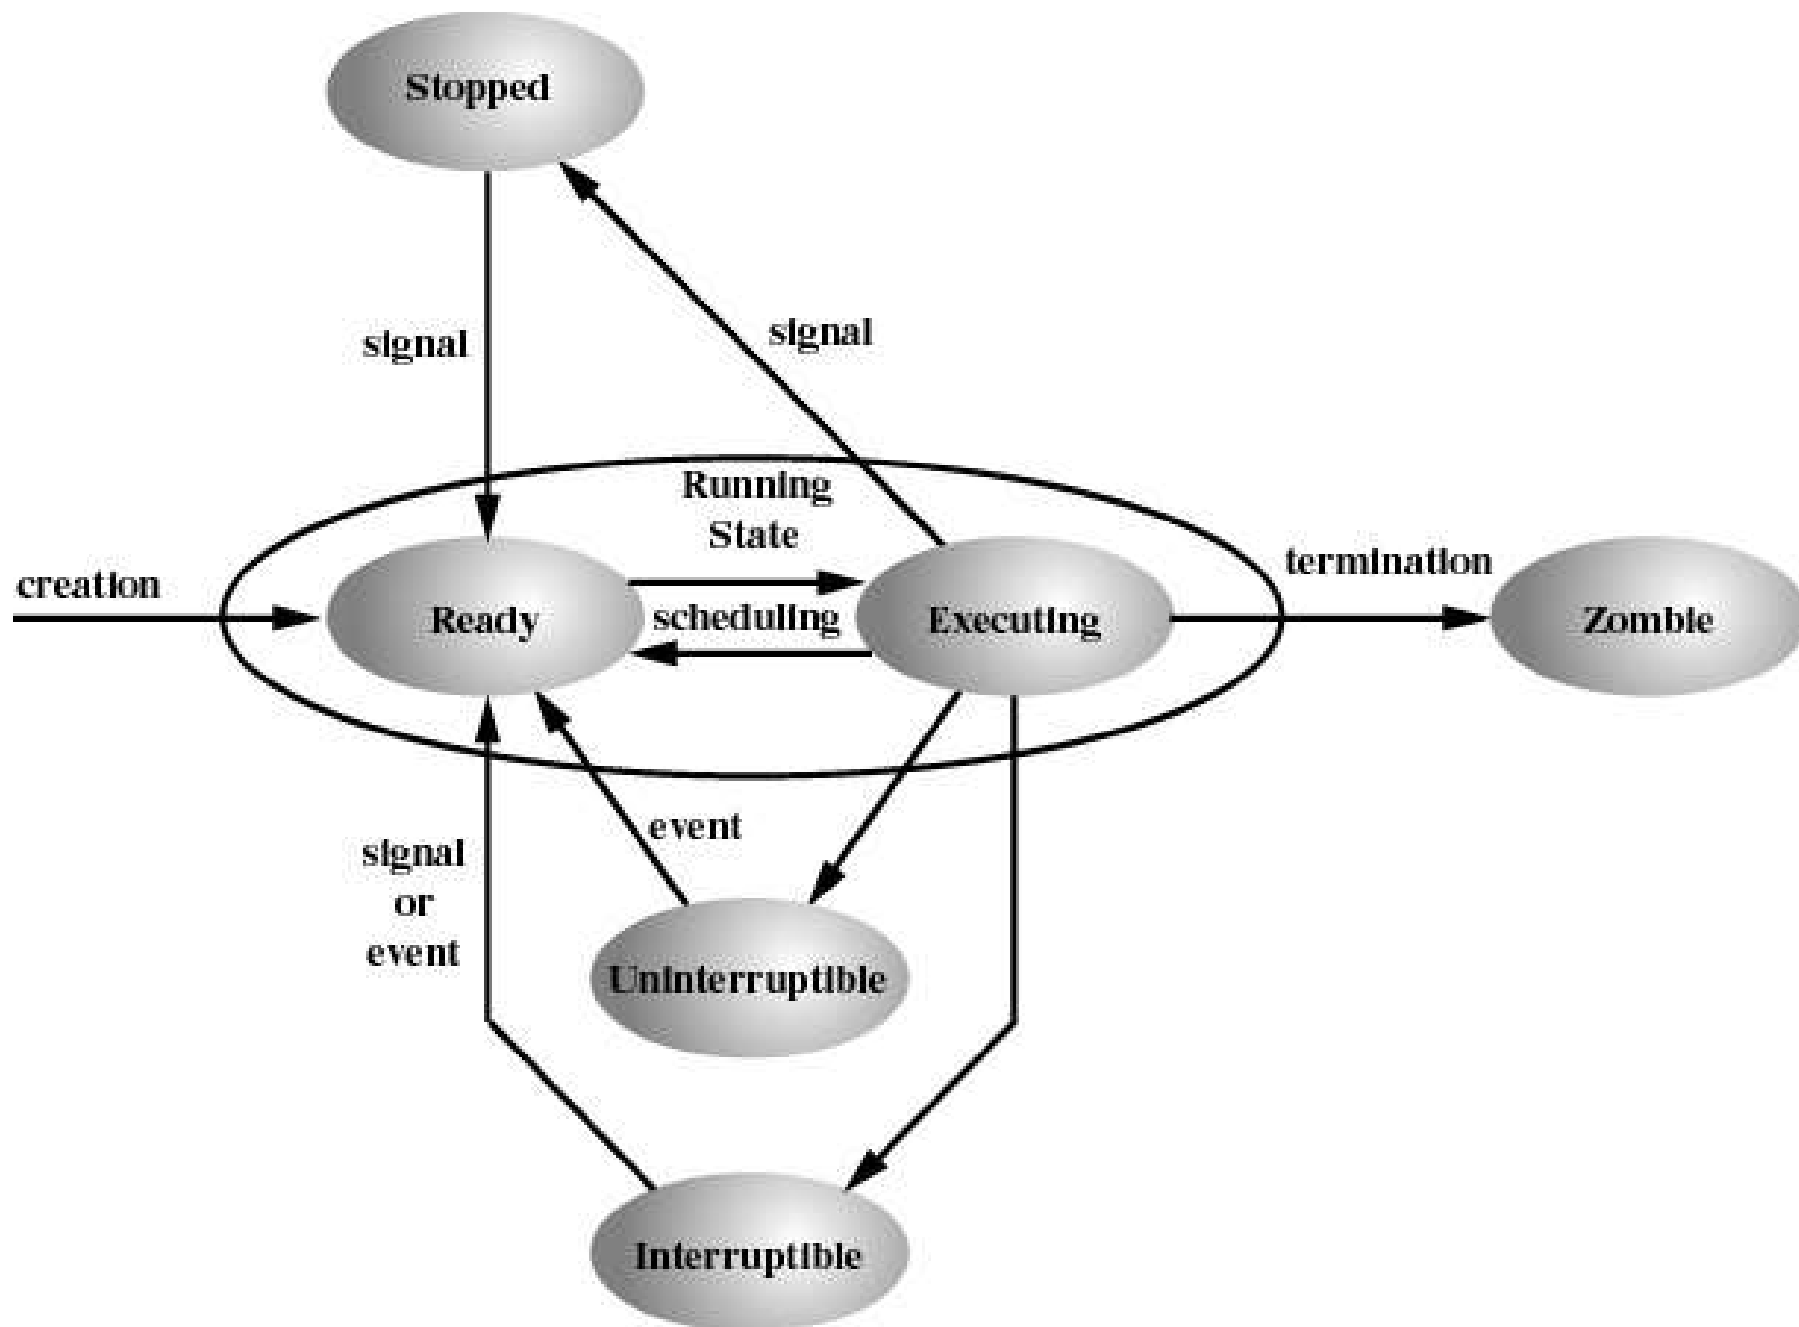 Stopped
signal
signal
Running
State
creation
termination
Ready
scheduling
Executing
Zombie
event
signal
or
event
Uninterruptible
Interruptible